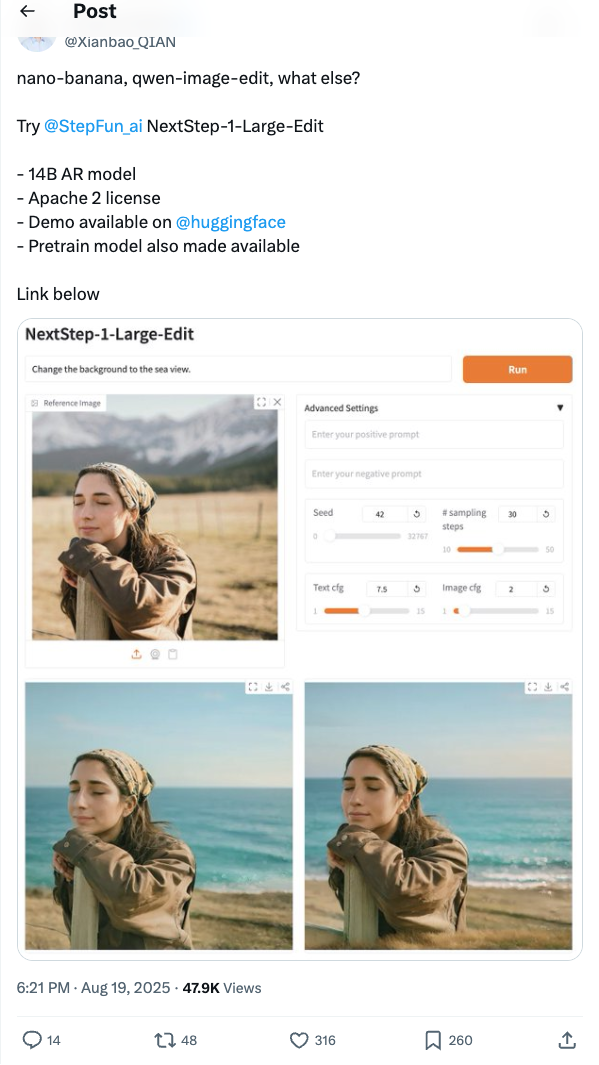 Post
@Xianbao_QIAN
nano-banana, qwen-image-edit, what else?
Try @StepFun_ai NextStep-1-Large-Edit
- 14B AR model
- Apache 2 license
- Demo available on @huggingface
- Pretrain model also made available
Link below
NextStep-1-Large-Edit
Change the background to the sea view.
Run
Reference Image
Advanced Settings
Enter your positive prompt
Enter your negative prompt
Seed
42
0
32767
# sampling
steps
30
10
50
Text cfg
7.5
1
15
Image cfg
2
1
15
6:21 PM · Aug 19, 2025 · 47.9K Views
14
48
316
260